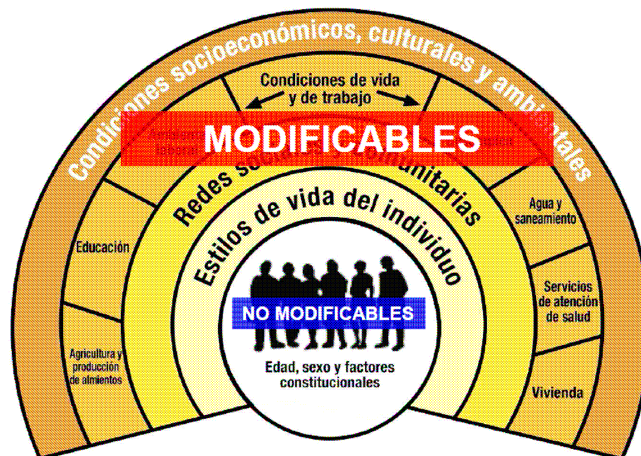 Condiciones socioeconómicos, culturales y ambientales
Condiciones de vida
y de trabajo
MODIFICABLES
Redes sociales y comunitarias
Estilos de vida del individuo
Educación
Agricultura y
producción
de almientos
Agua y
saneamiento
Servicios
de atención
de salud
Vivienda
NO MODIFICABLES
Edad, sexo y factores
constitucionales